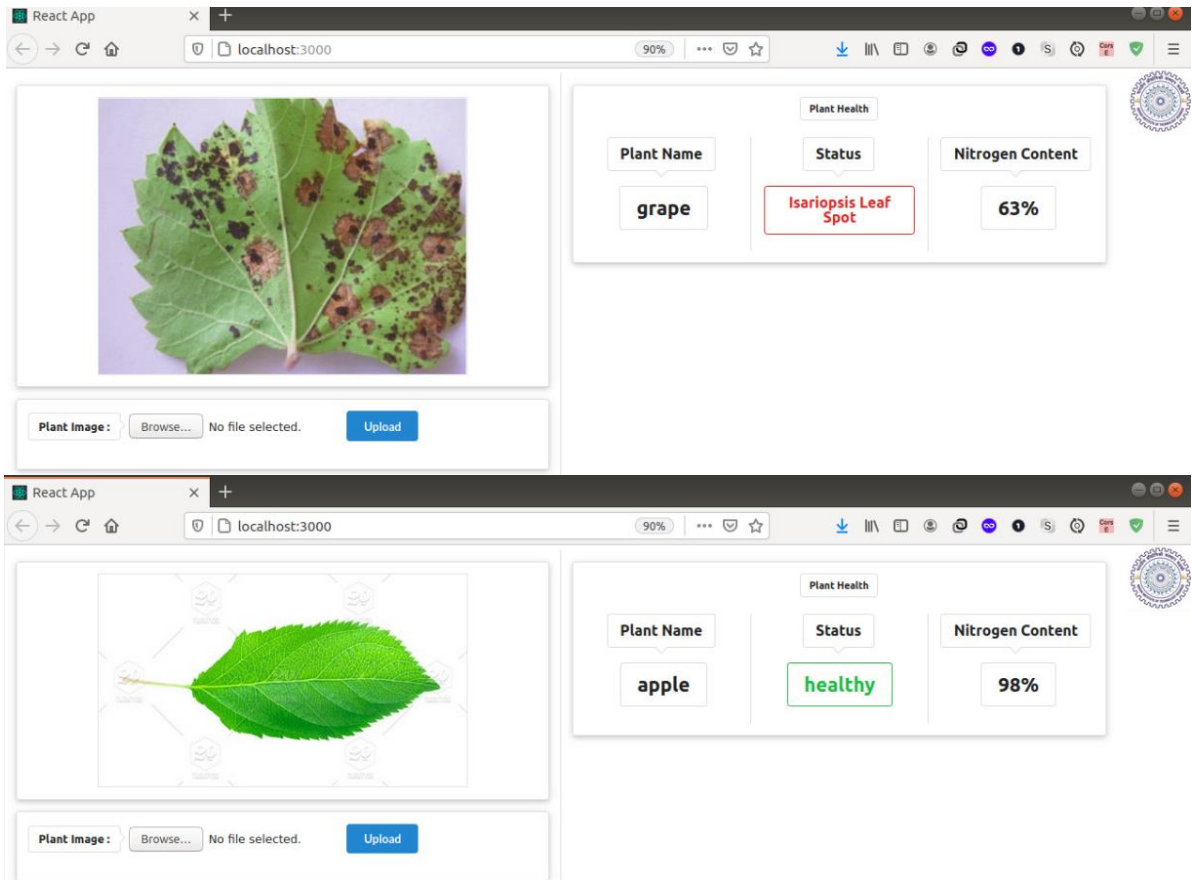 React App
localhost:3000
90%
Plant Health
Plant Name
Status
Nitrogen Content
grape
Isariopsis Leaf
Spot
63%
Plant Image :
Browse...
No file selected.
Upload
React App
localhost:3000
90%
Plant Health
Plant Name
Status
Nitrogen Content
apple
healthy
98%
Plant Image :
Browse...
No file selected.
Upload